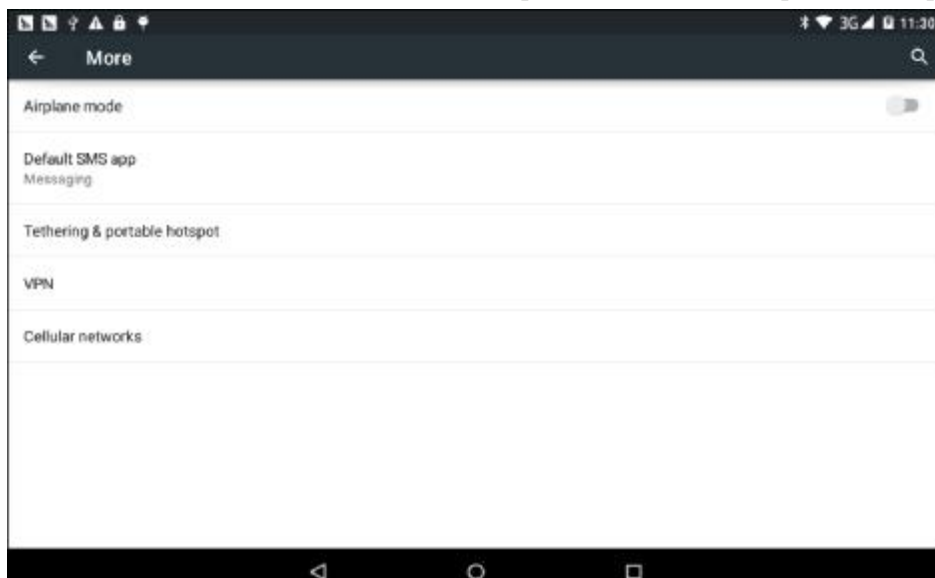 3G 11:30
More
Airplane mode
Default SMS app
Messaging
Tethering & portable hotspot
VPN
Cellular networks